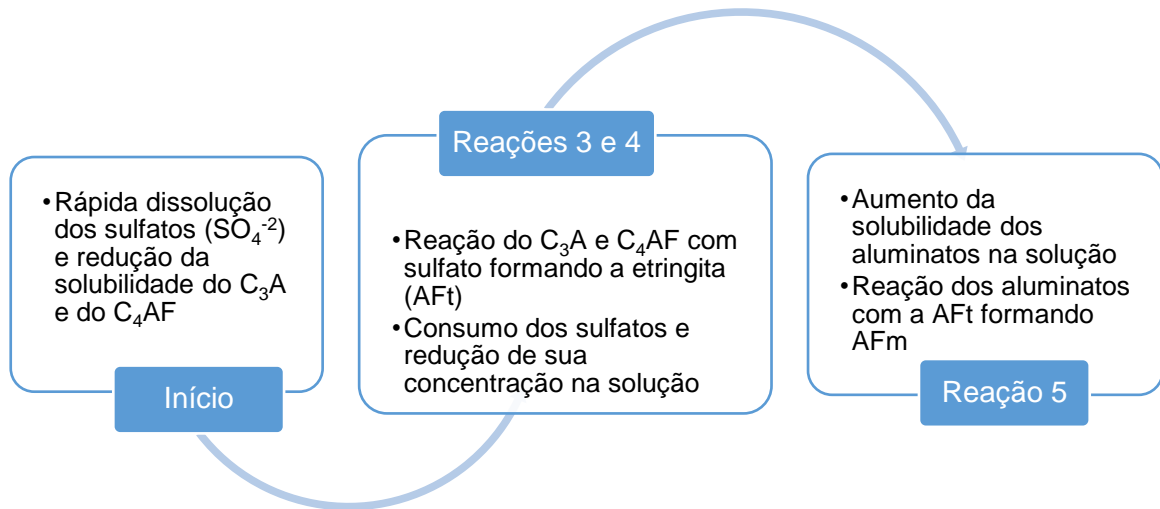 •Rápida dissolução
dos sulfatos (SO₄⁻²)
e redução da
solubilidade do C₃A
e do C₄AF
Início
Reações 3 e 4
•Reação do C₃A e C₄AF com
sulfato formando a etringita
(AFt)
•Consumo dos sulfatos e
redução de sua
concentração na solução
•Aumento da
solubilidade dos
aluminatos na solução
•Reação dos aluminatos
com a AFt formando
AFm
Reação 5